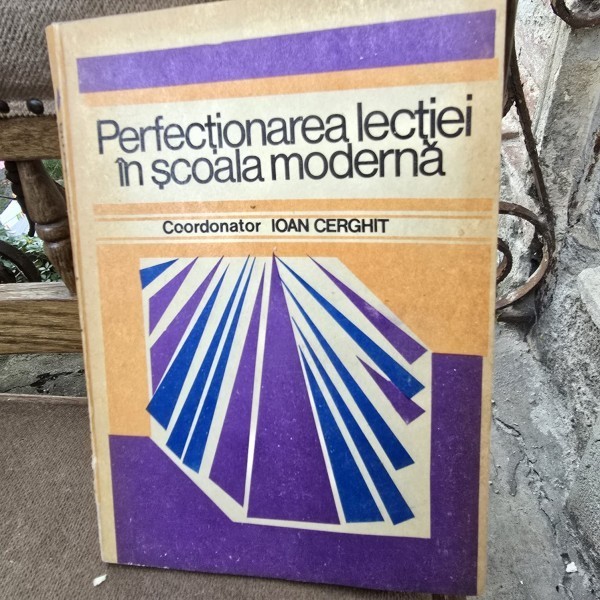 Perfecționarea lecției
în școala modernă
Coordonator IOAN CERGHIT